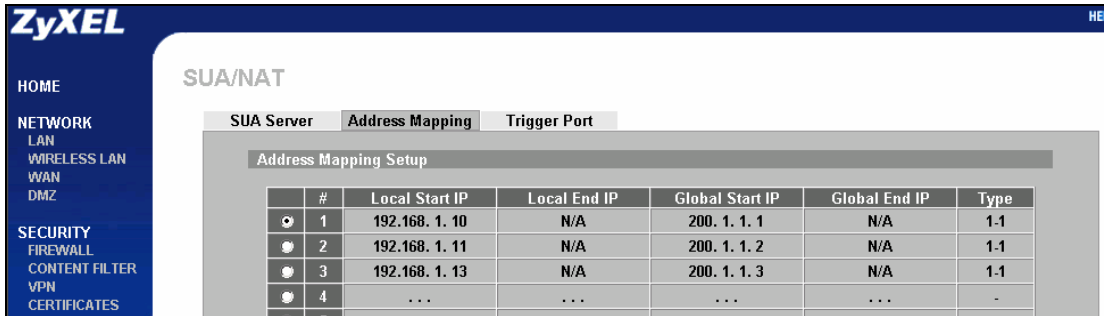 ZyXEL
HE
HOME
NETWORK
LAN
WIRELESS LAN
WAN
DMZ
SECURITY
FIREWALL
CONTENT FILTER
VPN
CERTIFICATES
SUA/NAT
SUA Server Address Mapping Trigger Port
Address Mapping Setup
# Local Start IP Local End IP Global Start IP Global End IP Type
1 192.168. 1. 10 N/A 200. 1. 1. 1 N/A 1-1
2 192.168. 1. 11 N/A 200. 1. 1. 2 N/A 1-1
3 192.168. 1. 13 N/A 200. 1. 1. 3 N/A 1-1
4 . . . . . . . . . . . . -